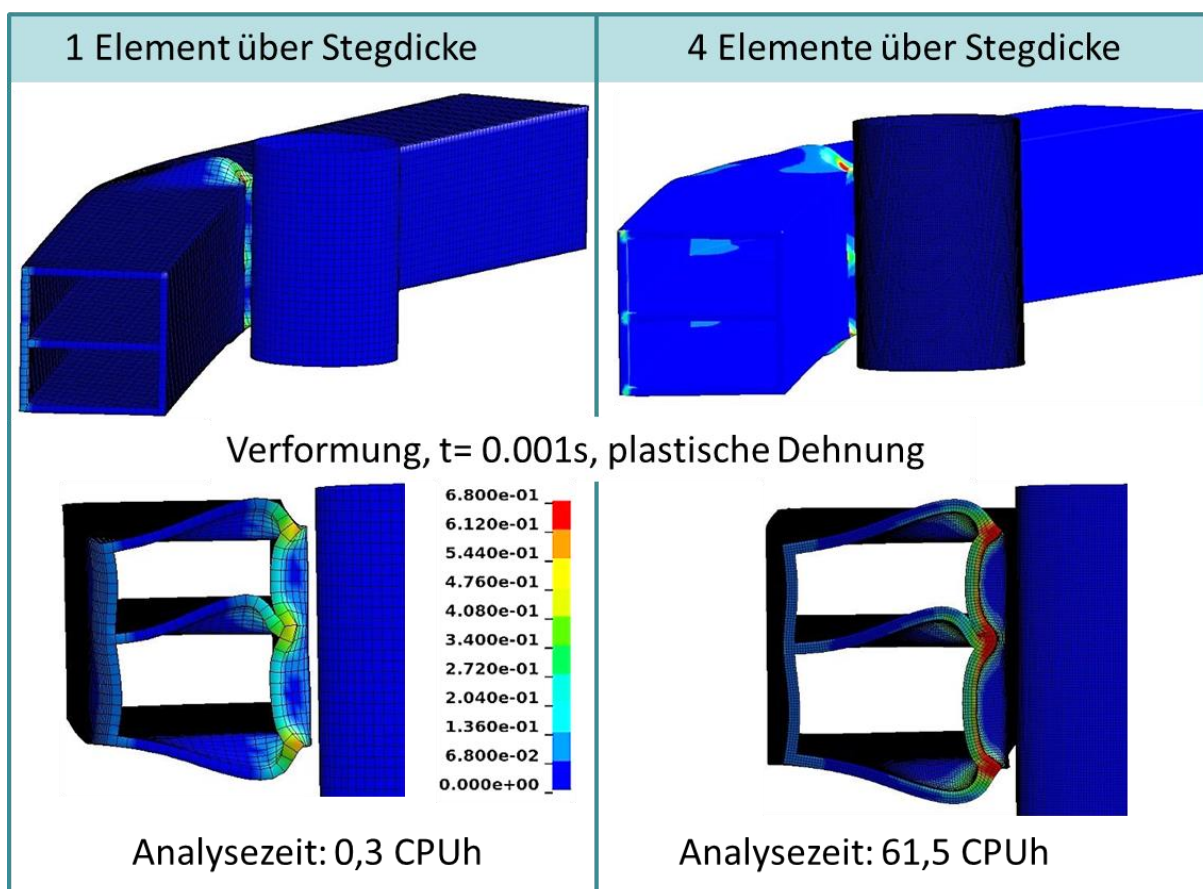 1 Element über Stegdicke
4 Elemente über Stegdicke
Verformung, t= 0.001s, plastische Dehnung
6.800e-01
6.120e-01
5.440e-01
4.760e-01
4.080e-01
3.400e-01
2.720e-01
2.040e-01
1.360e-01
6.800e-02
0.000e+00
Analysezeit: 0,3 CPUh
Analysezeit: 61,5 CPUh